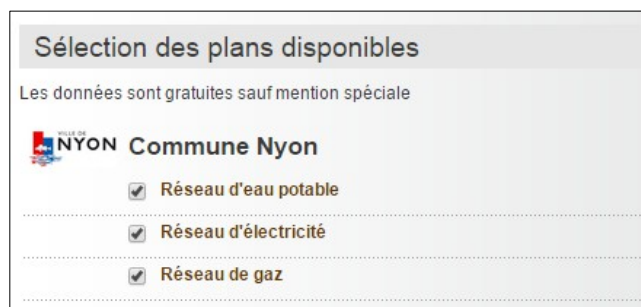 Sélection des plans disponibles
Les données sont gratuites sauf mention spéciale
VILLE DE
NYON
Commune Nyon
Réseau d'eau potable
Réseau d'électricité
Réseau de gaz